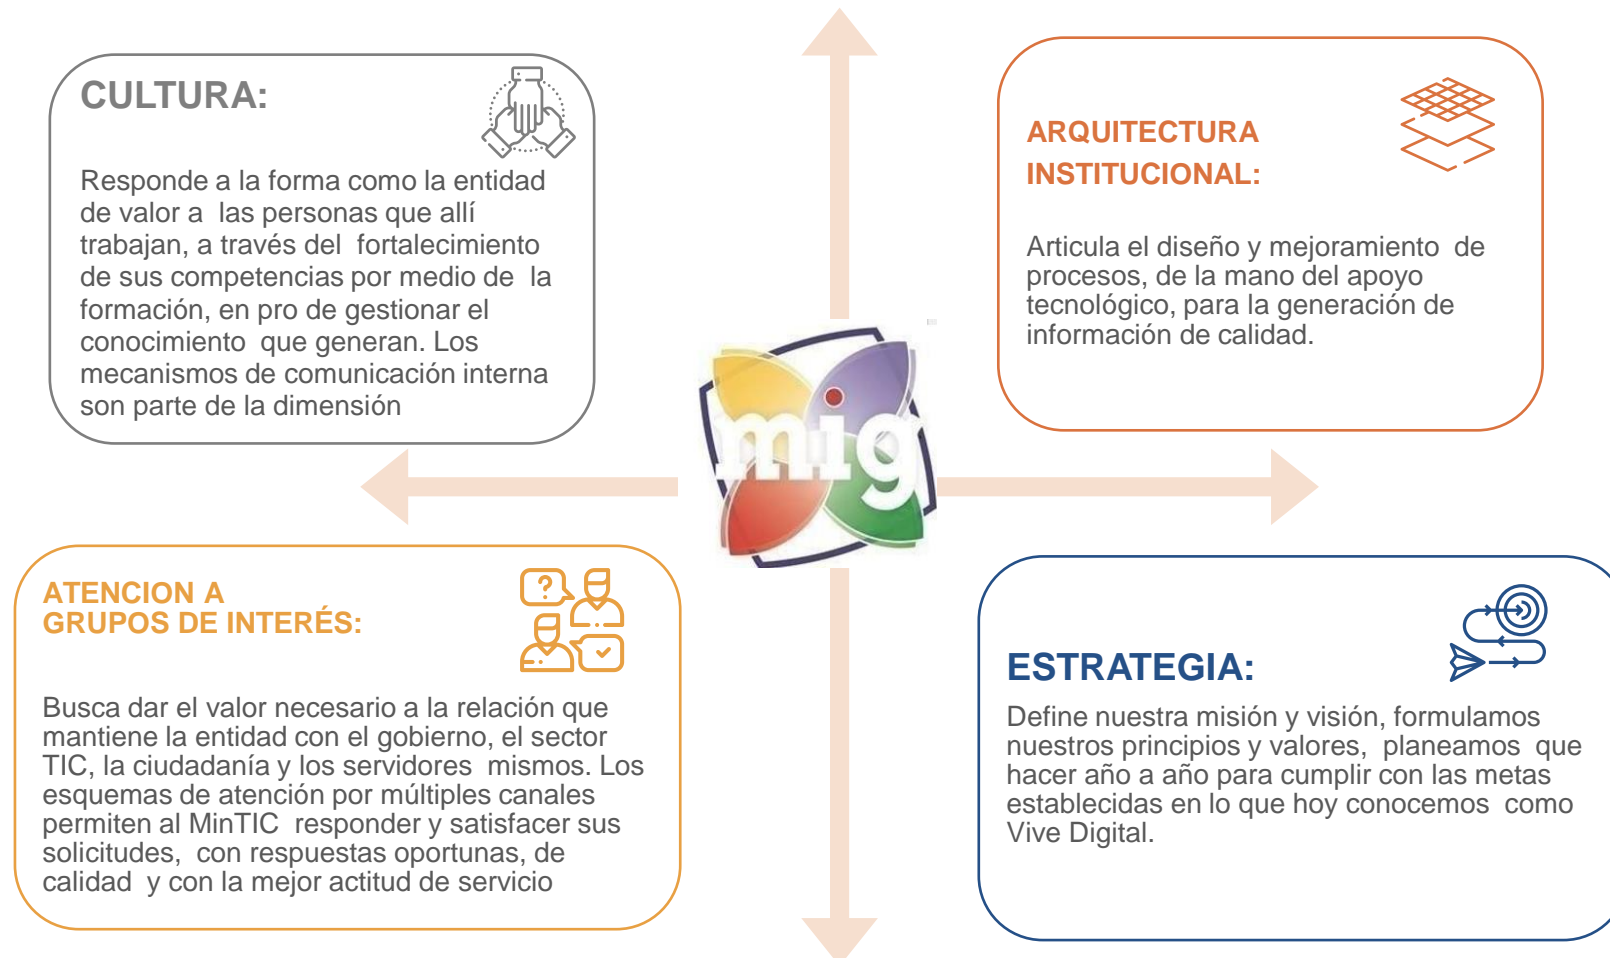 CULTURA:
Responde a la forma como la entidad
de valor a las personas que allí
trabajan, a través del fortalecimiento
de sus competencias por medio de la
formación, en pro de gestionar el
conocimiento que generan. Los
mecanismos de comunicación interna
son parte de la dimensión
ARQUITECTURA
INSTITUCIONAL:
Articula el diseño y mejoramiento de
procesos, de la mano del apoyo
tecnológico, para la generación de
información de calidad.
mig
ATENCION A
GRUPOS DE INTERÉS:
Busca dar el valor necesario a la relación que
mantiene la entidad con el gobierno, el sector
TIC, la ciudadanía y los servidores mismos. Los
esquemas de atención por múltiples canales
permiten al MinTIC responder y satisfacer sus
solicitudes, con respuestas oportunas, de
calidad y con la mejor actitud de servicio
ESTRATEGIA:
Define nuestra misión y visión, formulamos
nuestros principios y valores, planeamos que
hacer año a año para cumplir con las metas
establecidas en lo que hoy conocemos como
Vive Digital.